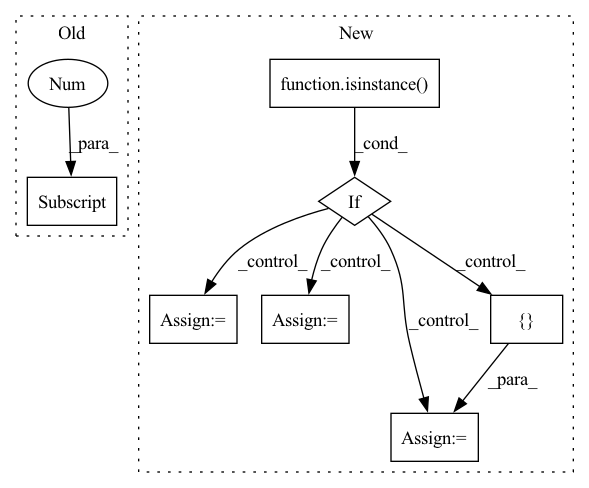 Old
New
Num
function.isinstance()
_para_
_cond_
Subscript
If
_control_
_control_
_control_
_control_
Assign:=
Assign:=
{}
_para_
Assign:=